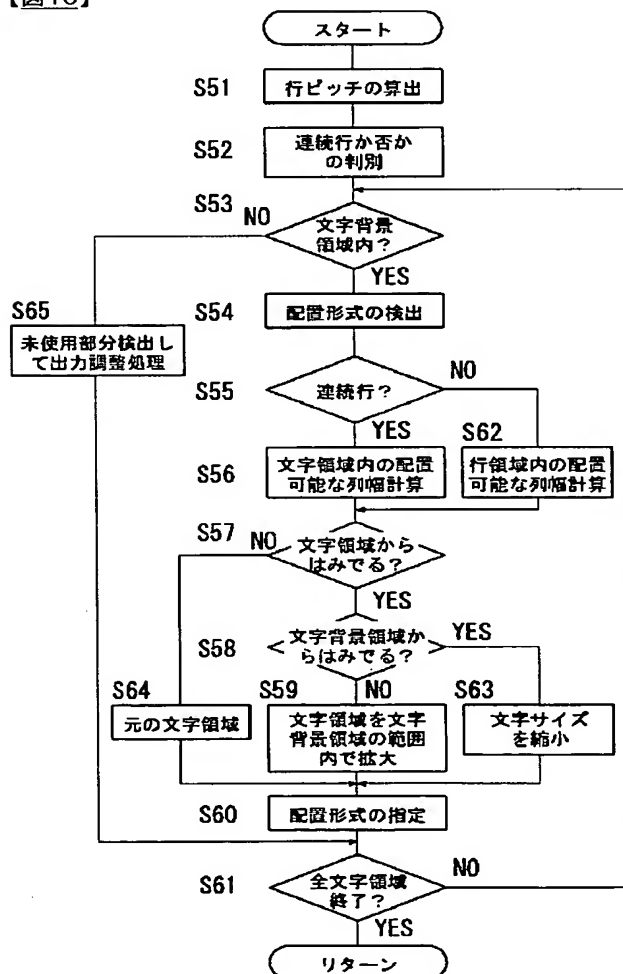 スタート
S51
行ピッチの算出
S52
連続行か否か
の判別
S53
NO
文字背景
領域内?
YES
S65
未使用部分検出し
て出力調整処理
S54
配置形式の検出
S55
連続行?
NO
YES
S62
S56
文字領域内の配置
可能な列幅計算
行領域内の配置
可能な列幅計算
S57
NO
文字領域から
はみでる?
YES
S58
文字背景領域か
らはみでる?
YES
S64
元の文字領域
S59
NO
文字領域を文字
背景領域の範囲
内で拡大
S63
文字サイズ
を縮小
S60
配置形式の指定
S61
全文字領域
終了?
NO
YES
リターン